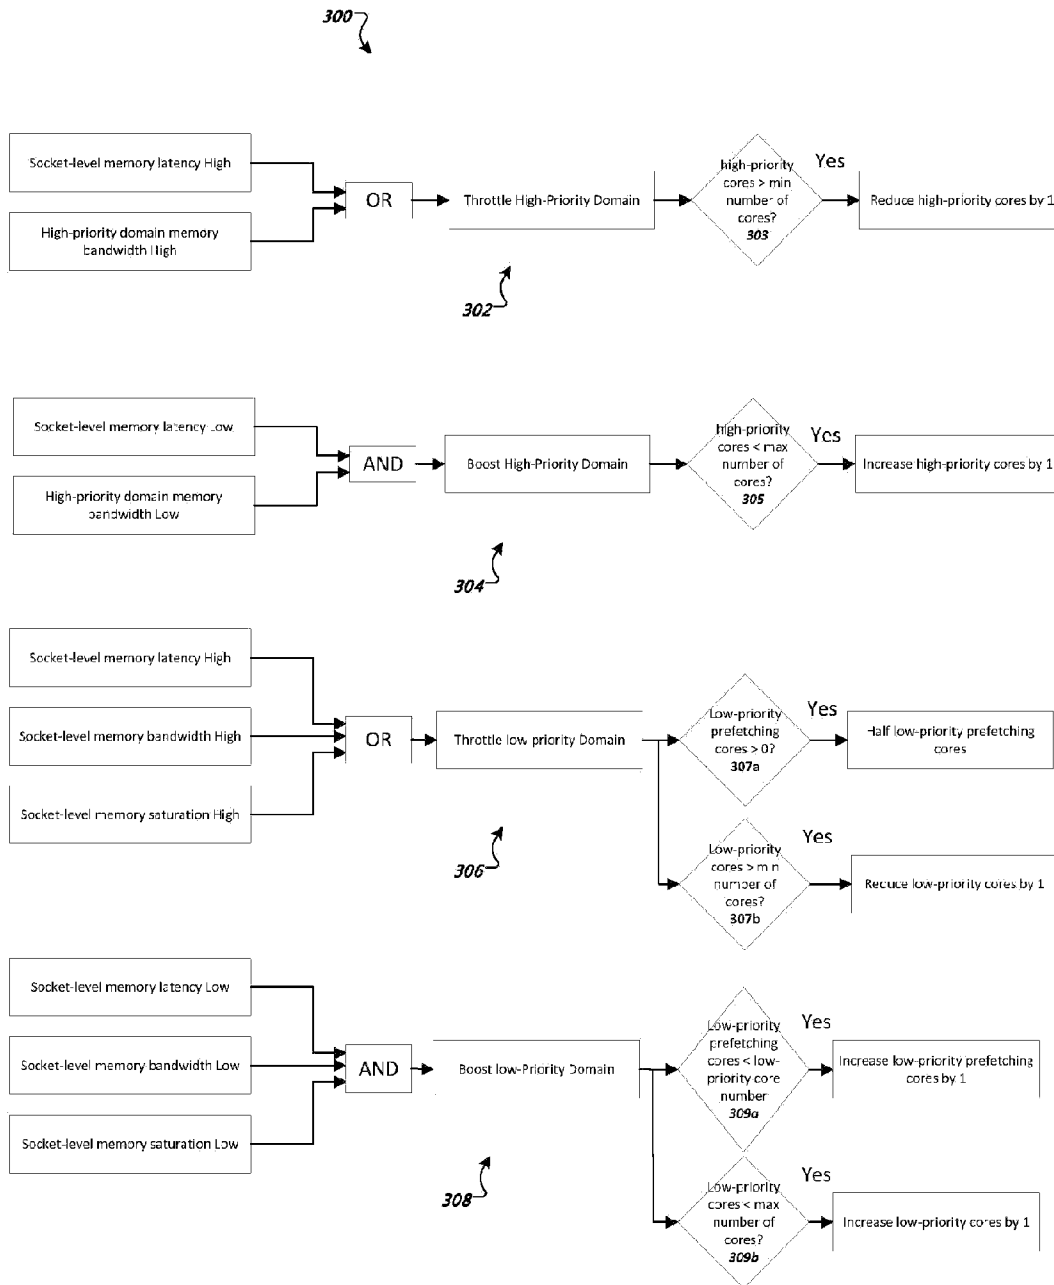 300
Socket-level memory latency High
High-priority domain memory
bandwidth High
OR
Throttle High-Priority Domain
high-priority
cores > min
number of
cores?
303
Yes
Reduce high-priority cores by 1
302
Socket-level memory latency Low
High-priority domain memory
bandwidth Low
AND
Boost High-Priority Domain
high-priority
cores < max
number of
cores?
305
Yes
Increase high-priority cores by 1
304
Socket-level memory latency High
Socket-level memory bandwidth High
Socket-level memory saturation High
OR
Throttle low-priority Domain
Low-priority
prefetching
cores > 0?
307a
Yes
Half low-priority prefetching
cores
Low-priority
cores > min
number of
cores?
307b
Yes
Reduce low-priority cores by 1
306
Socket-level memory latency Low
Socket-level memory bandwidth Low
Socket-level memory saturation Low
AND
Boost low-Priority Domain
Low-priority
prefetching
cores < low-
priority core
number
309a
Yes
Increase low-priority prefetching
cores by 1
Low-priority
cores < max
number of
cores?
309b
Yes
Increase low-priority cores by 1
308